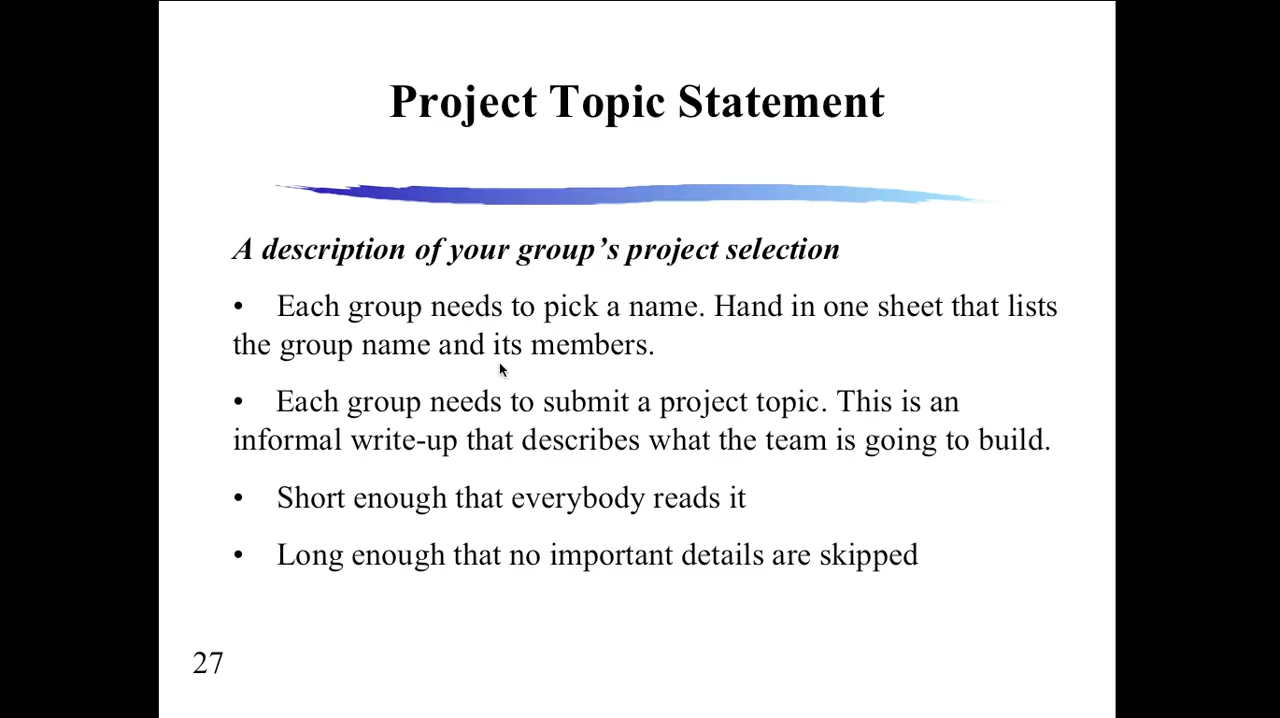 Project Topic Statement
A description of your group’s project selection
• Each group needs to pick a name. Hand in one sheet that lists
the group name and its members.
• Each group needs to submit a project topic. This is an
informal write-up that describes what the team is going to build.
• Short enough that everybody reads it
• Long enough that no important details are skipped
27